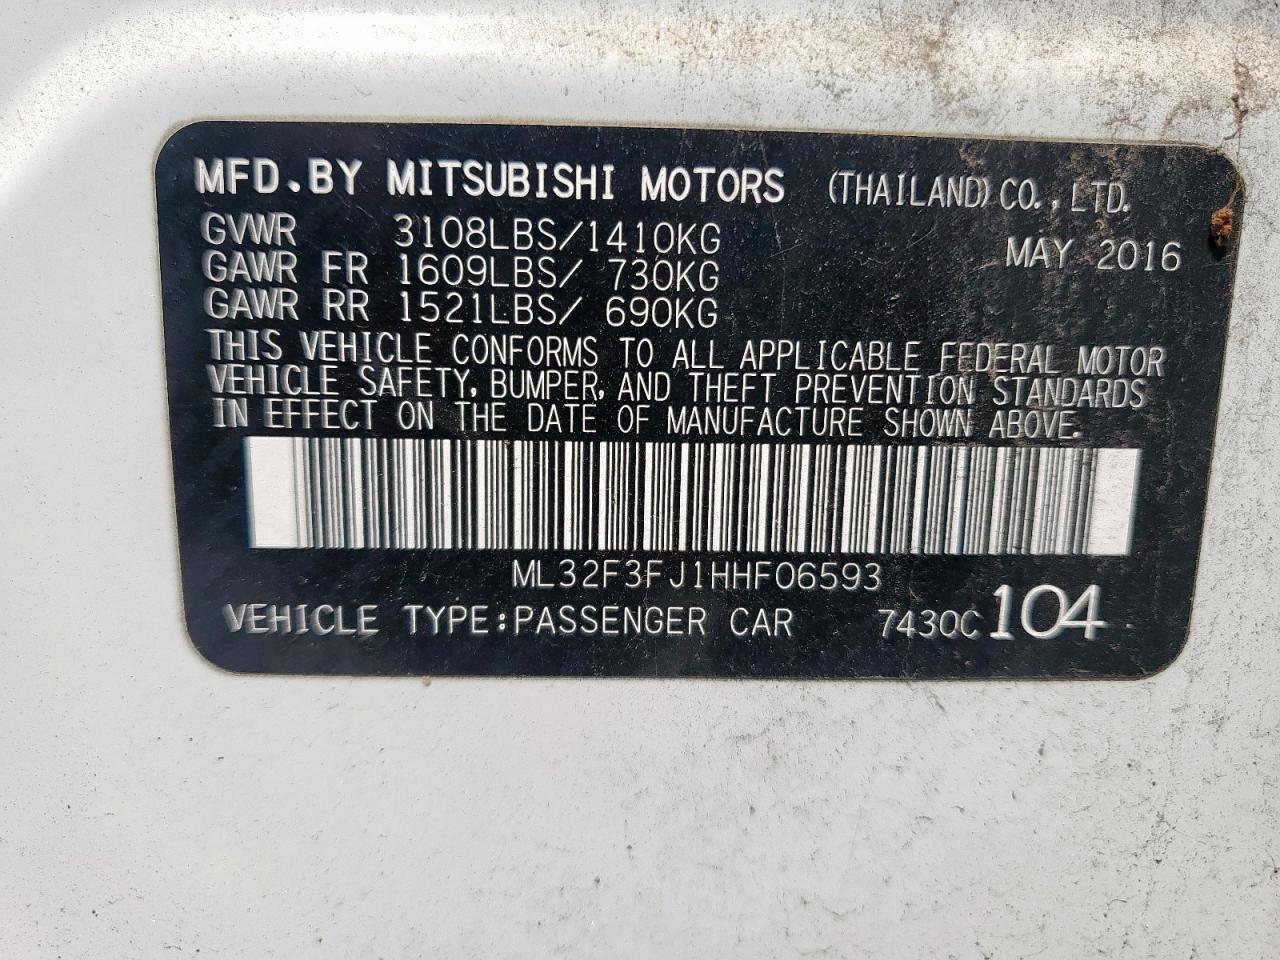 MFD.BY MITSUBISHI MOTORS (THAILAND) CO., LTD.
GVWR 3108LBS/1410KG MAY 2016
GAWR FR 1609LBS/ 730KG
GAWR RR 1521LBS/ 690KG
THIS VEHICLE CONFORMS TO ALL APPLICABLE FEDERAL MOTOR
VEHICLE SAFETY, BUMPER, AND THEFT PREVENTION STANDARDS
IN EFFECT ON THE DATE OF MANUFACTURE SHOWN ABOVE.
ML32F3FJ1HHF06593
VEHICLE TYPE:PASSENGER CAR 7430C 104